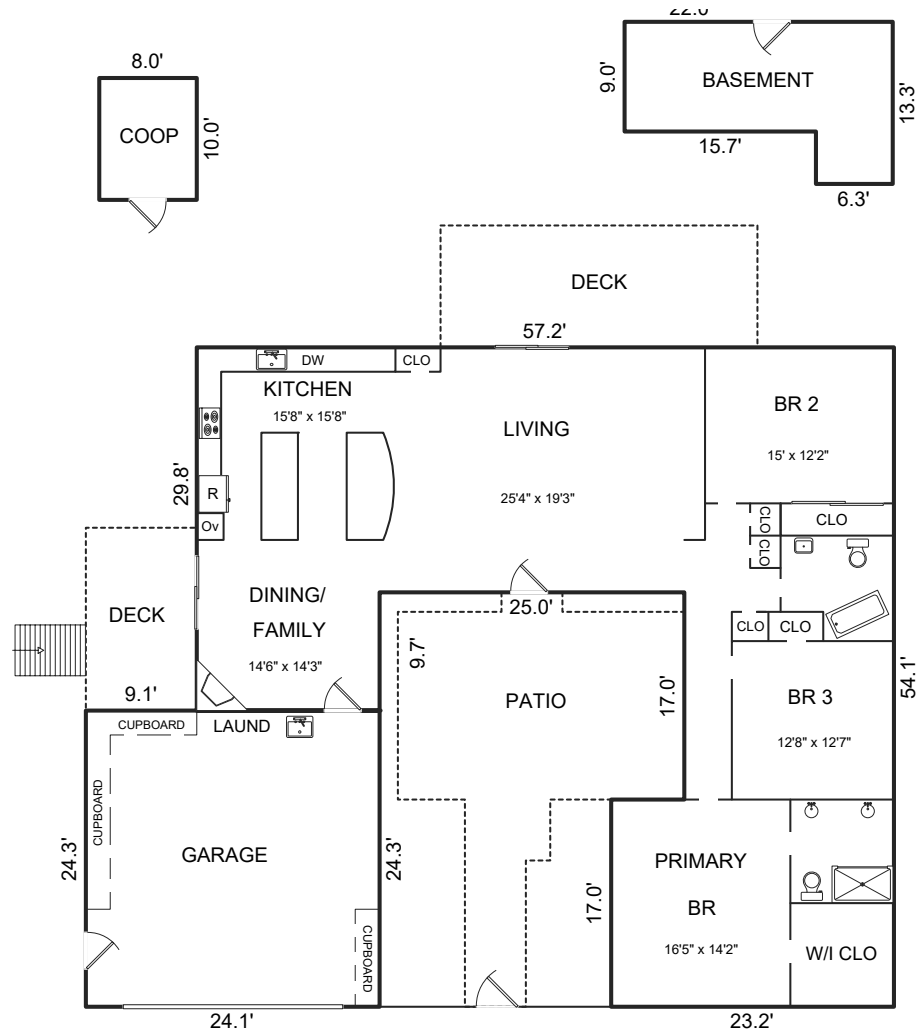 22.0'
8.0'
COOP
10.0'
9.0'
BASEMENT
13.3'
15.7'
6.3'
DECK
57.2'
DW
CLO
KITCHEN
15'8" x 15'8"
LIVING
25'4" x 19'3"
BR 2
15' x 12'2"
29.8'
R
Ov
CLO
CLO
CLO
DECK
9.1'
DINING/
FAMILY
14'6" x 14'3"
25.0'
9.7'
PATIO
17.0'
CLO
CLO
BR 3
12'8" x 12'7"
54.1'
CUPBOARD
LAUND
CUPBOARD
24.3'
GARAGE
24.3'
CUPBOARD
24.1'
17.0'
PRIMARY
BR
16'5" x 14'2"
W/I CLO
23.2'